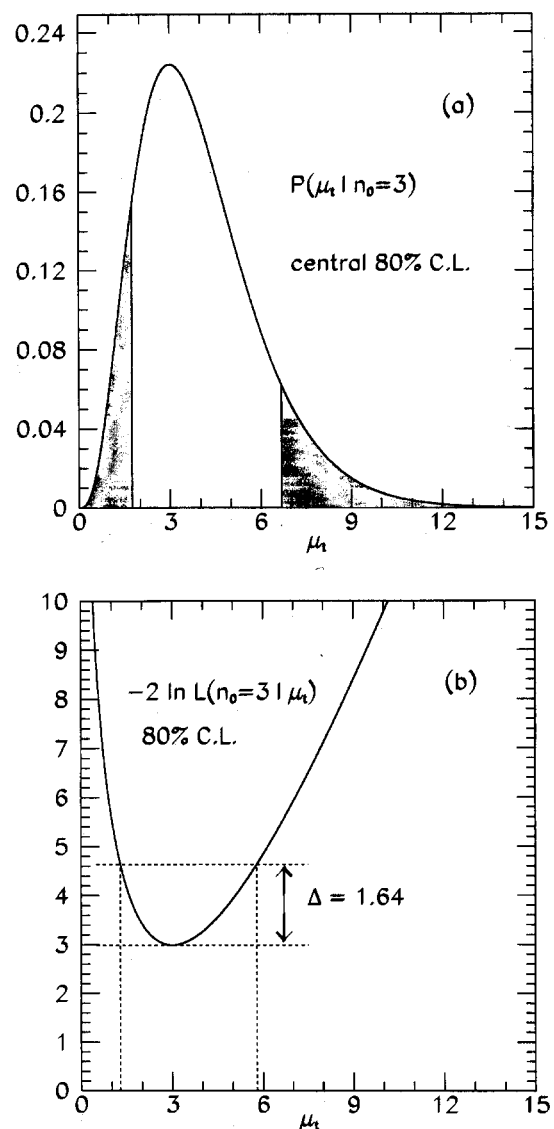 0.24
(a)
0.2
P(μt | n0=3)
0.16
central 80% C.L.
0.12
0.08
0.04
0
0 3 6 9 12 15
μt
10
9
-2 ln L(n0=3 | μt)
(b)
8
80% C.L.
7
6
5
4
Δ = 1.64
3
2
1
0
0 3 6 9 12 15
μt